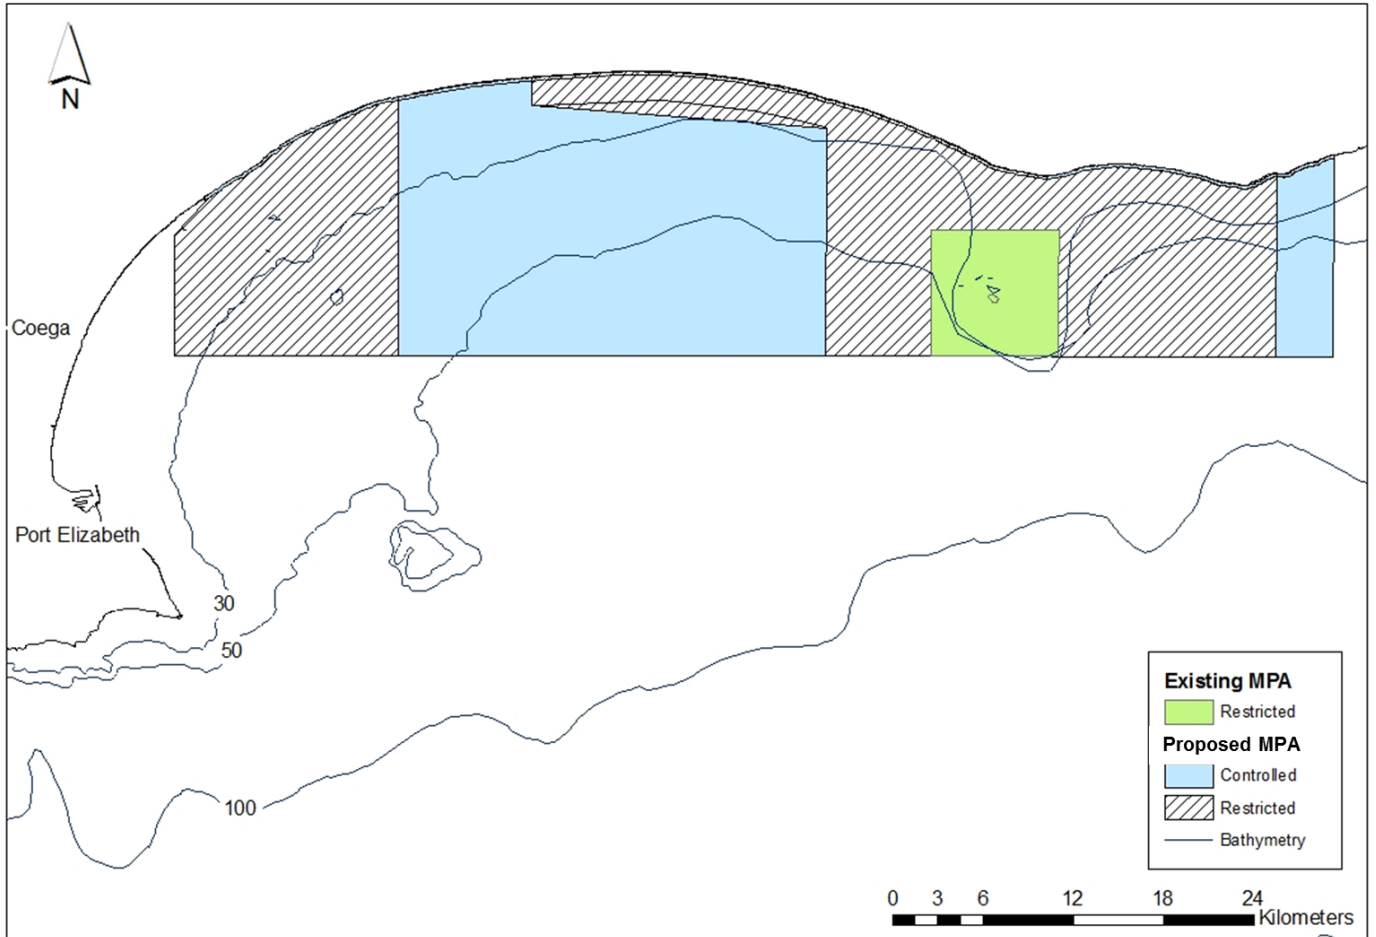 N
Coega
Port Elizabeth
30
50
100
Existing MPA
Restricted
Proposed MPA
Controlled
Restricted
Bathymetry
0 3 6 12 18 24
Kilometers